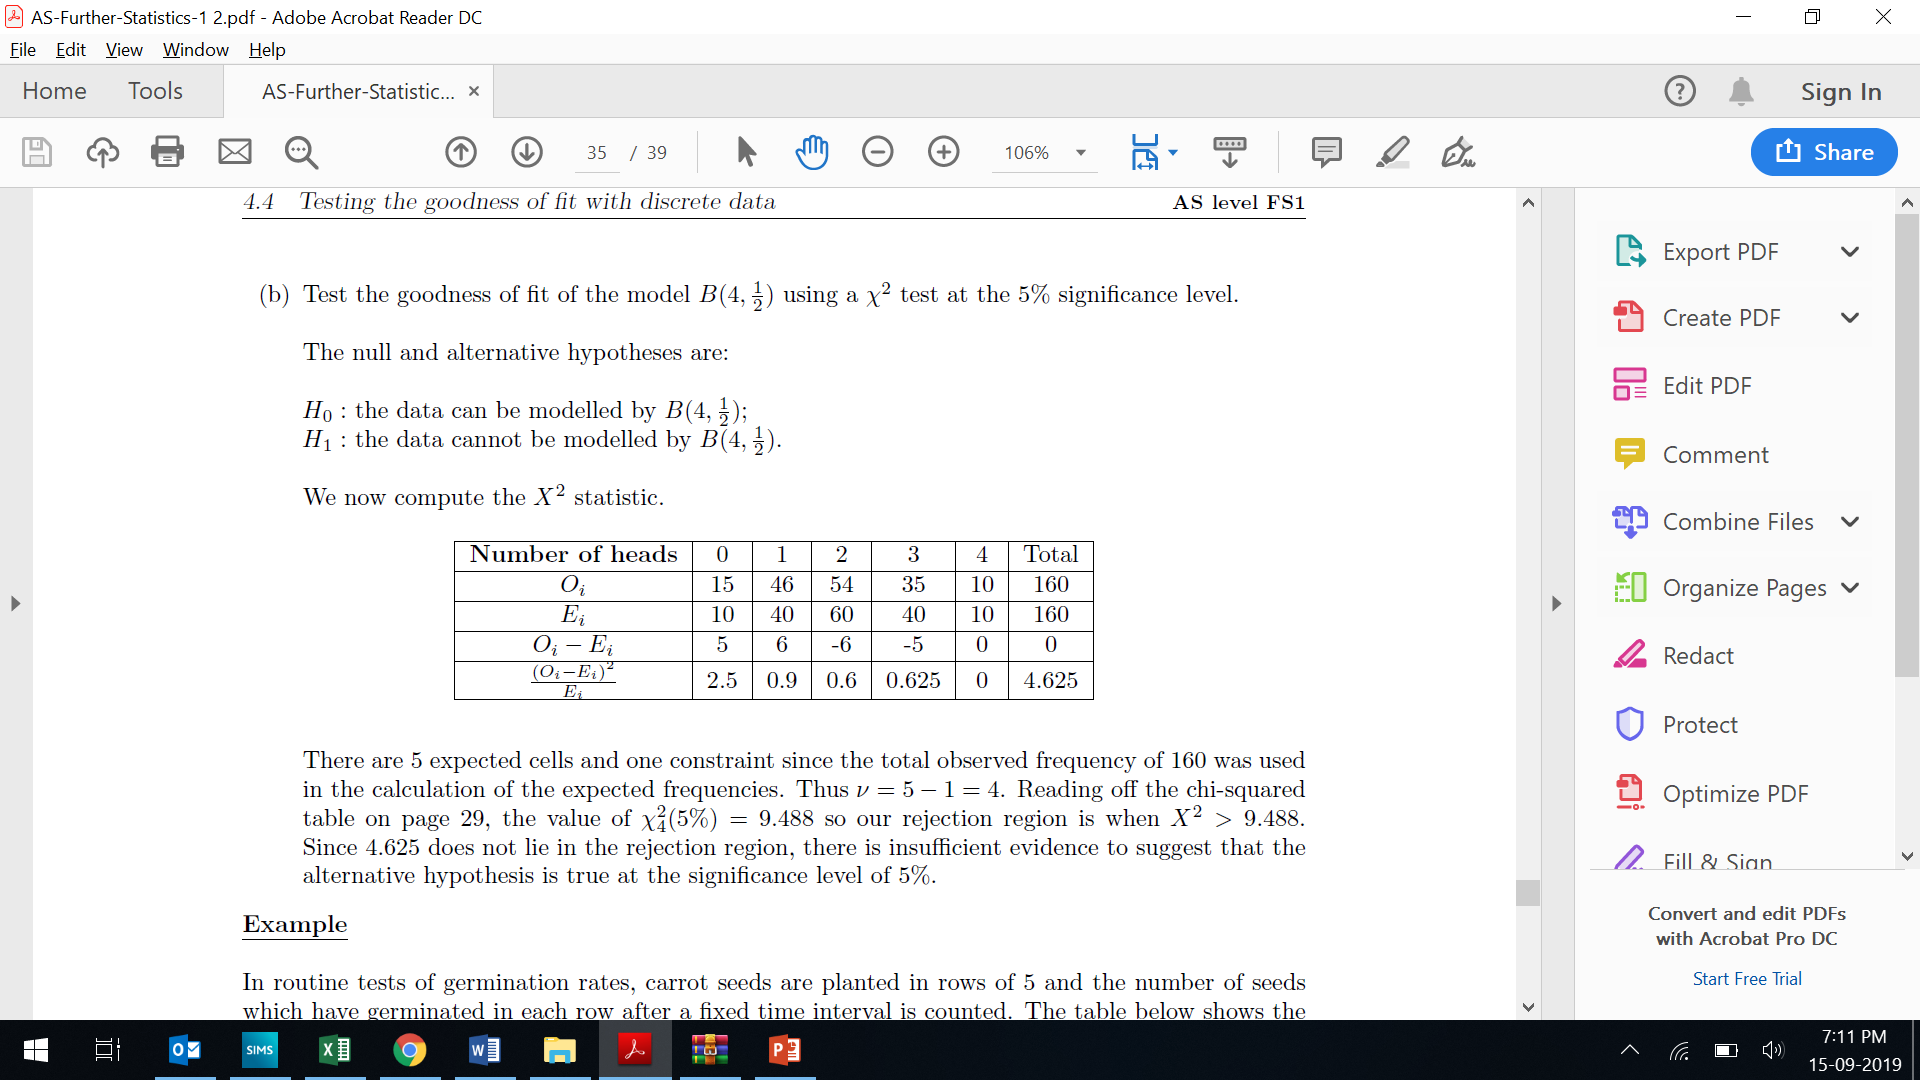 AS-Further-Statistics-1 2.pdf - Adobe Acrobat Reader DC
File Edit View Window Help
Home Tools AS-Further-Statistic... × Sign In
35 / 39 106% Share
4.4 Testing the goodness of fit with discrete data AS level FS1
(b) Test the goodness of fit of the model B(4, 1/2) using a χ² test at the 5% significance level.
The null and alternative hypotheses are:
H₀ : the data can be modelled by B(4, 1/2);
H₁ : the data cannot be modelled by B(4, 1/2).
We now compute the X² statistic.
Number of heads 0 1 2 3 4 Total
Oᵢ 15 46 54 35 10 160
Eᵢ 10 40 60 40 10 160
Oᵢ − Eᵢ 5 6 -6 -5 0 0
(Oᵢ−Eᵢ)²/Eᵢ 2.5 0.9 0.6 0.625 0 4.625
There are 5 expected cells and one constraint since the total observed frequency of 160 was used
in the calculation of the expected frequencies. Thus ν = 5 − 1 = 4. Reading off the chi-squared
table on page 29, the value of χ²₄(5%) = 9.488 so our rejection region is when X² > 9.488.
Since 4.625 does not lie in the rejection region, there is insufficient evidence to suggest that the
alternative hypothesis is true at the significance level of 5%.
Example
In routine tests of germination rates, carrot seeds are planted in rows of 5 and the number of seeds
which have germinated in each row after a fixed time interval is counted. The table below shows the
Export PDF
Create PDF
Edit PDF
Comment
Combine Files
Organize Pages
Redact
Protect
Optimize PDF
Fill & Sign
Convert and edit PDFs
with Acrobat Pro DC
Start Free Trial
SIMS
7:11 PM
15-09-2019